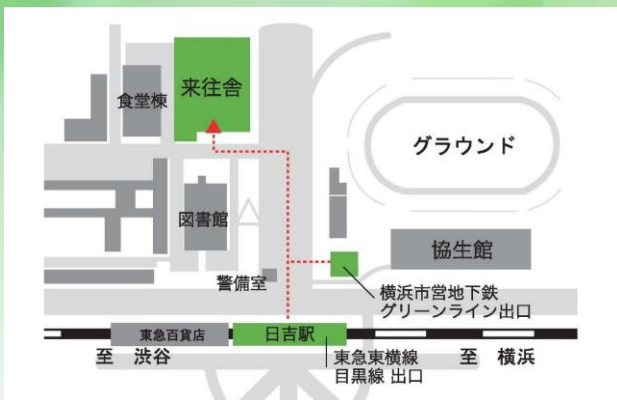 来往舎
食堂棟
グラウンド
図書館
協生館
警備室
横浜市営地下鉄
グリーンライン出口
東急百貨店
日吉駅
至 渋谷
東急東横線
目黒線 出口
至 横浜